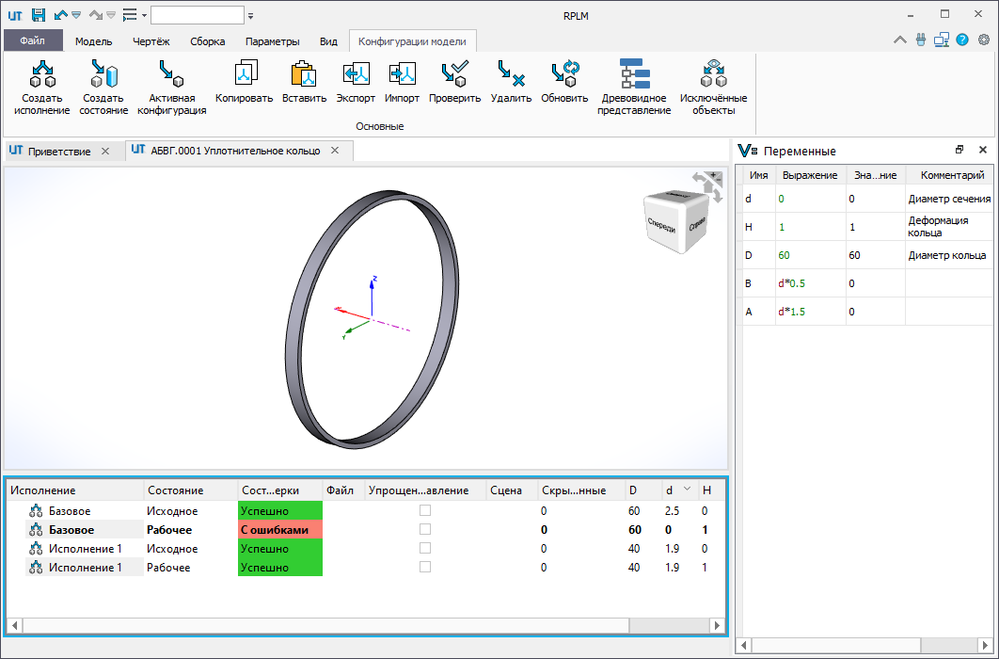 RPLM
Файл Модель Чертёж Сборка Параметры Вид Конфигурации модели
Создать исполнение
Создать состояние
Активная конфигурация
Копировать
Вставить
Экспорт
Импорт
Проверить
Удалить
Обновить
Древовидное представление
Исключённые объекты
Основные
Приветствие
АБВГ.0001 Уплотнительное кольцо
Спереди
Справа
Z
Y
Переменные
Имя Выражение Зна...ние Комментарий
d 0 0 Диаметр сечения
H 1 1 Деформация кольца
D 60 60 Диаметр кольца
B d*0.5 0
A d*1.5 0
Исполнение Состояние Сост...ерки Файл Упрощен...авление Сцена Скры...нные D d H
Базовое Исходное Успешно 0 60 2.5 0
Базовое Рабочее С ошибками 0 60 0 1
Исполнение 1 Исходное Успешно 0 40 1.9 0
Исполнение 1 Рабочее Успешно 0 40 1.9 1